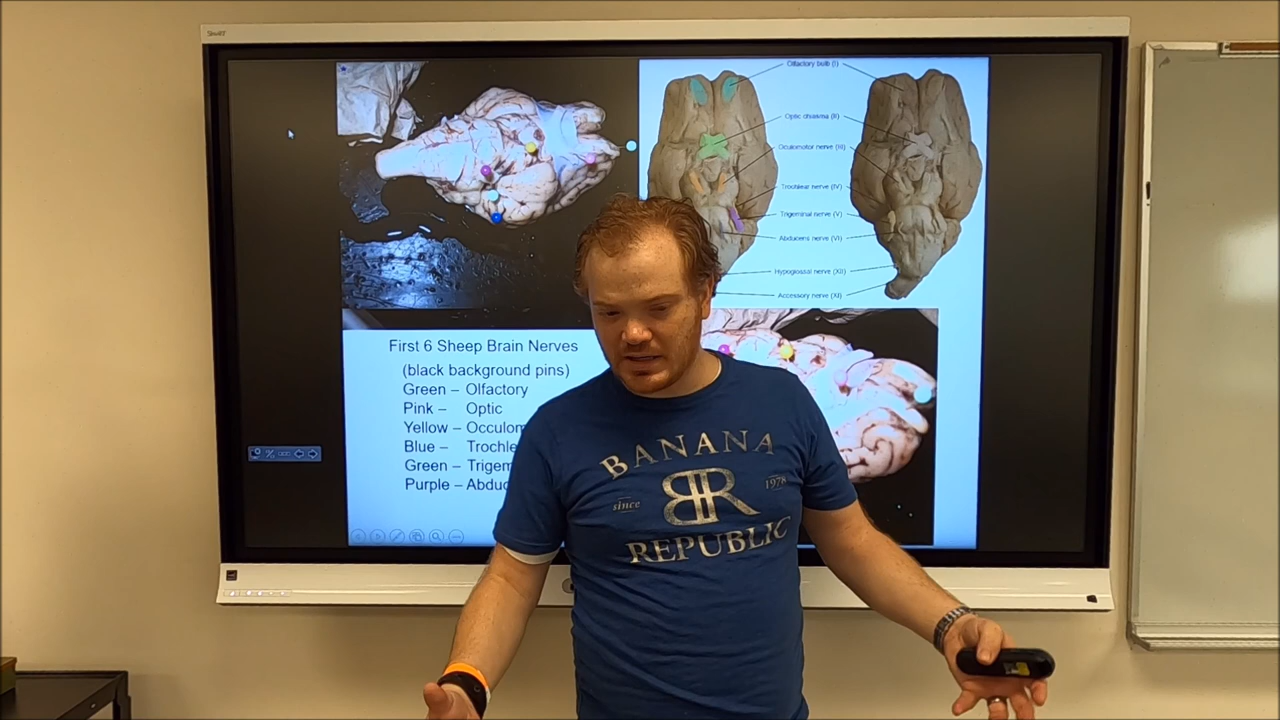 SMART
Olfactory bulb (I)
Optic chiasma (II)
Oculomotor nerve (III)
Trochlear nerve (IV)
Trigeminal nerve (V)
Abducens nerve (VI)
Hypoglossal nerve (XII)
Accessory nerve (XI)
First 6 Sheep Brain Nerves
(black background pins)
Green – Olfactory
Pink – Optic
Yellow – Occulom
Blue – Trochle
Green – Trigem
Purple – Abduc
BANANA
since BR 1978
REPUBLIC